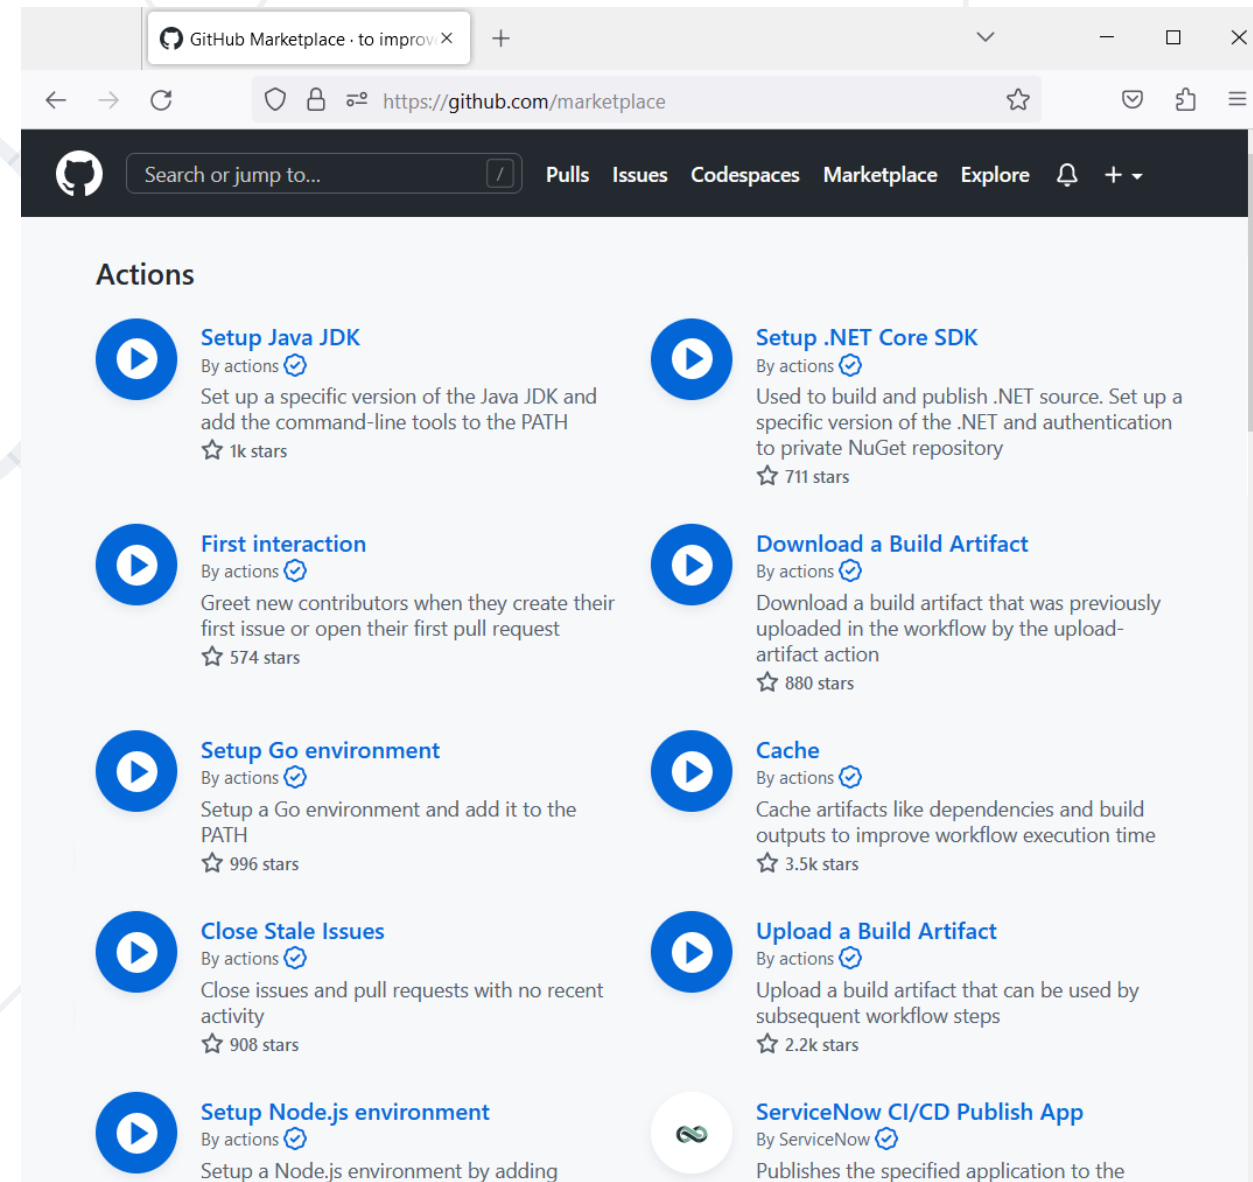 GitHub Marketplace · to improv
https://github.com/marketplace
Search or jump to...
/
Pulls Issues Codespaces Marketplace Explore
Actions
Setup Java JDK
By actions
Set up a specific version of the Java JDK and
add the command-line tools to the PATH
1k stars
Setup .NET Core SDK
By actions
Used to build and publish .NET source. Set up a
specific version of the .NET and authentication
to private NuGet repository
711 stars
First interaction
By actions
Greet new contributors when they create their
first issue or open their first pull request
574 stars
Download a Build Artifact
By actions
Download a build artifact that was previously
uploaded in the workflow by the upload-
artifact action
880 stars
Setup Go environment
By actions
Setup a Go environment and add it to the
PATH
996 stars
Cache
By actions
Cache artifacts like dependencies and build
outputs to improve workflow execution time
3.5k stars
Close Stale Issues
By actions
Close issues and pull requests with no recent
activity
908 stars
Upload a Build Artifact
By actions
Upload a build artifact that can be used by
subsequent workflow steps
2.2k stars
Setup Node.js environment
By actions
Setup a Node.js environment by adding
ServiceNow CI/CD Publish App
By ServiceNow
Publishes the specified application to the